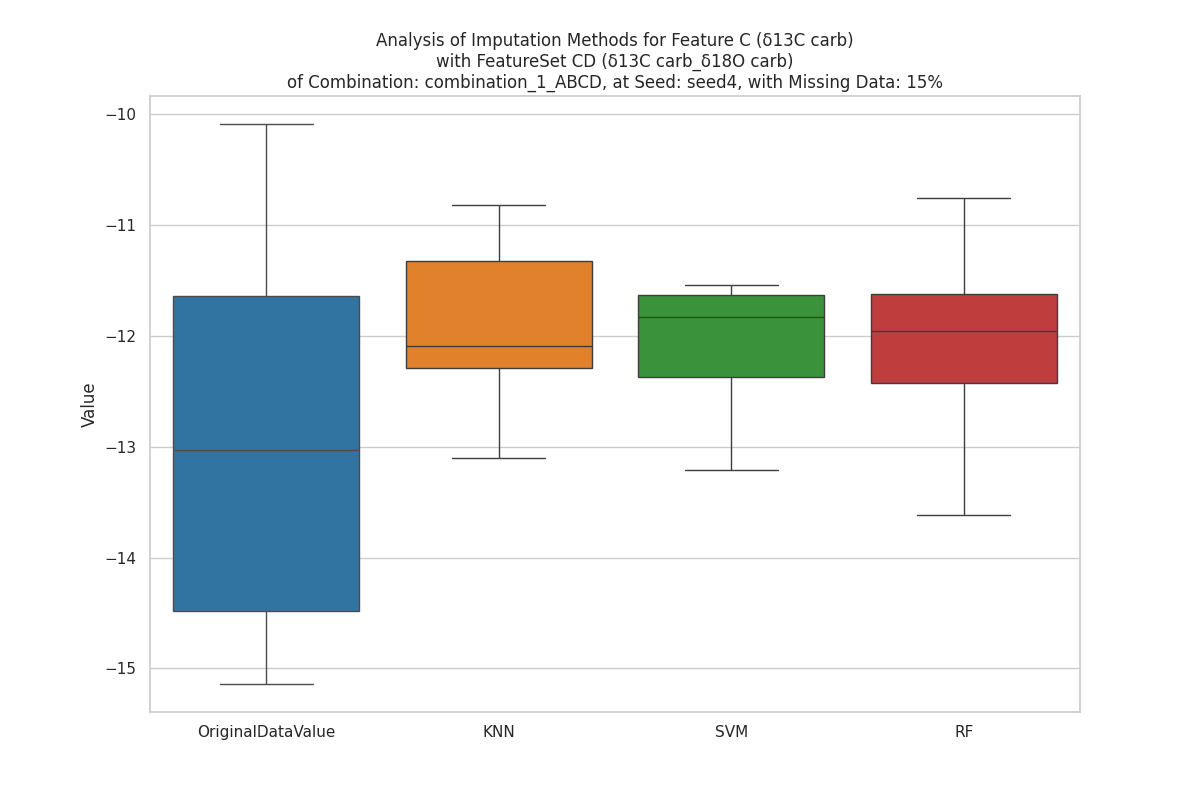 Analysis of Imputation Methods for Feature C (δ13C carb)
with FeatureSet CD (δ13C carb_δ18O carb)
of Combination: combination_1_ABCD, at Seed: seed4, with Missing Data: 15%
−10
−11
−12
−13
−14
−15
Value
OriginalDataValue
KNN
SVM
RF